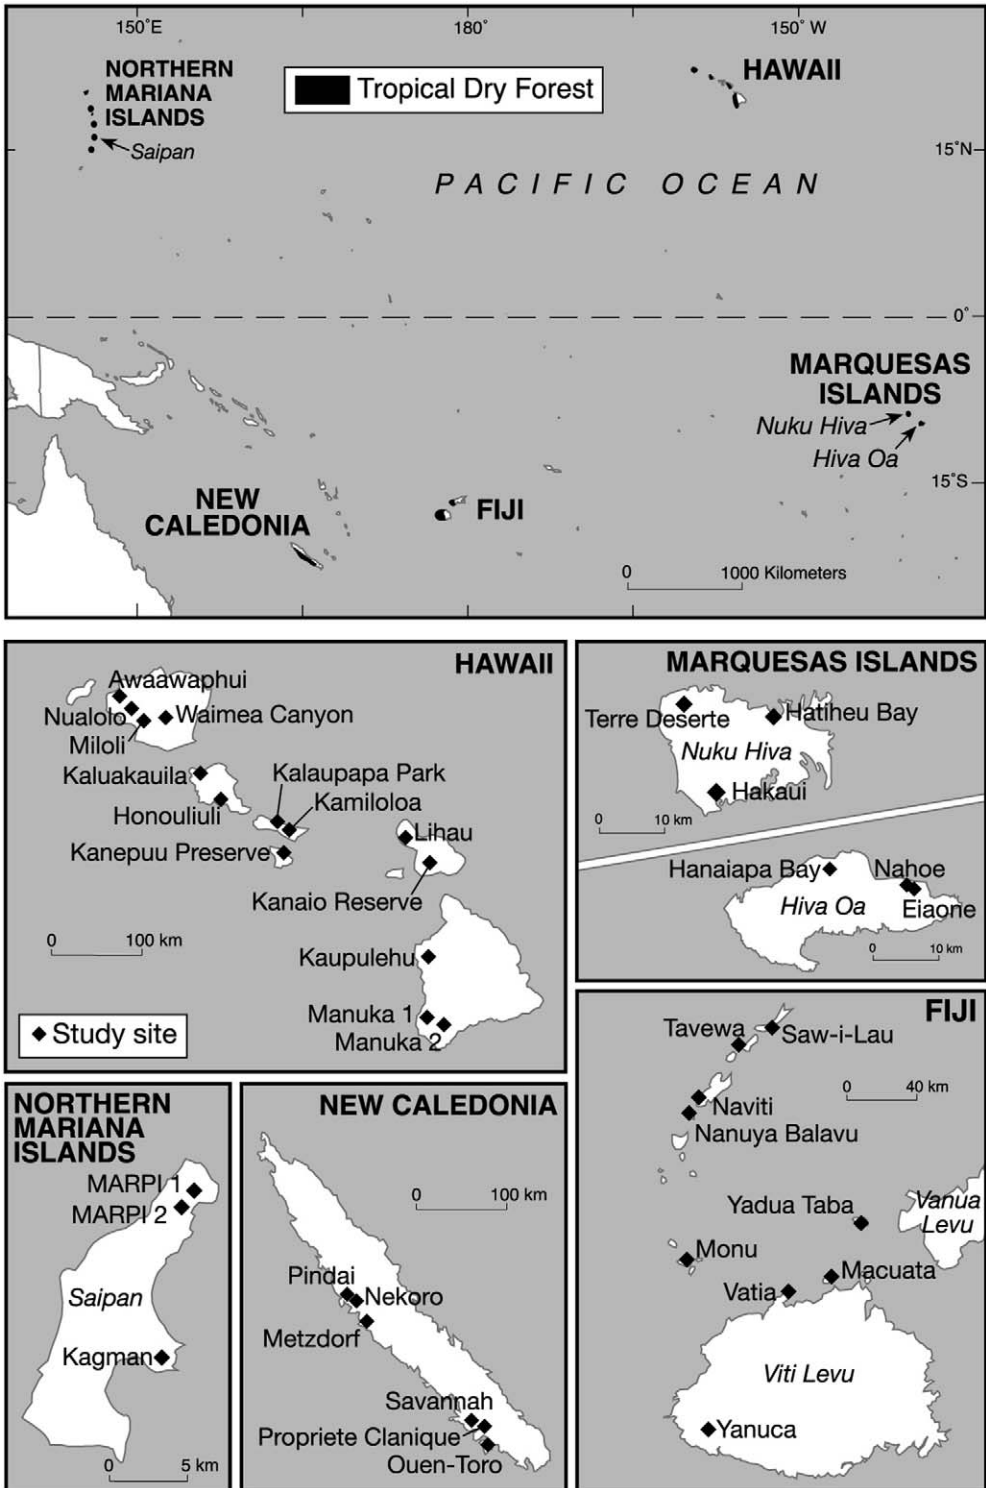 150°E
180°
150°W
NORTHERN
MARIANA
ISLANDS
Saipan
Tropical Dry Forest
HAWAII
15°N
PACIFIC OCEAN
0°
MARQUESAS
ISLANDS
Nuku Hiva
Hiva Oa
15°S
NEW
CALEDONIA
FIJI
0 1000 Kilometers
HAWAII
Awaawaphui
Nualolo
Waimea Canyon
Miloli
Kaluakauila
Kalaupapa Park
Kamiloloa
Honouliuli
Lihau
Kanepuu Preserve
Kanaio Reserve
0 100 km
Kaupulehu
Manuka 1
Manuka 2
Study site
MARQUESAS ISLANDS
Terre Deserte
Hatiheu Bay
Nuku Hiva
Hakaui
0 10 km
Hanaiapa Bay
Nahoe
Hiva Oa
Eiaone
0 10 km
NORTHERN
MARIANA
ISLANDS
MARPI 1
MARPI 2
Saipan
Kagman
0 5 km
NEW CALEDONIA
0 100 km
Pindai
Nekoro
Metzdorf
Savannah
Propriete Clanique
Ouen-Toro
FIJI
Tavewa
Saw-i-Lau
0 40 km
Naviti
Nanuya Balavu
Yadua Taba
Vanua
Levu
Monu
Macuata
Vatia
Viti Levu
Yanuca